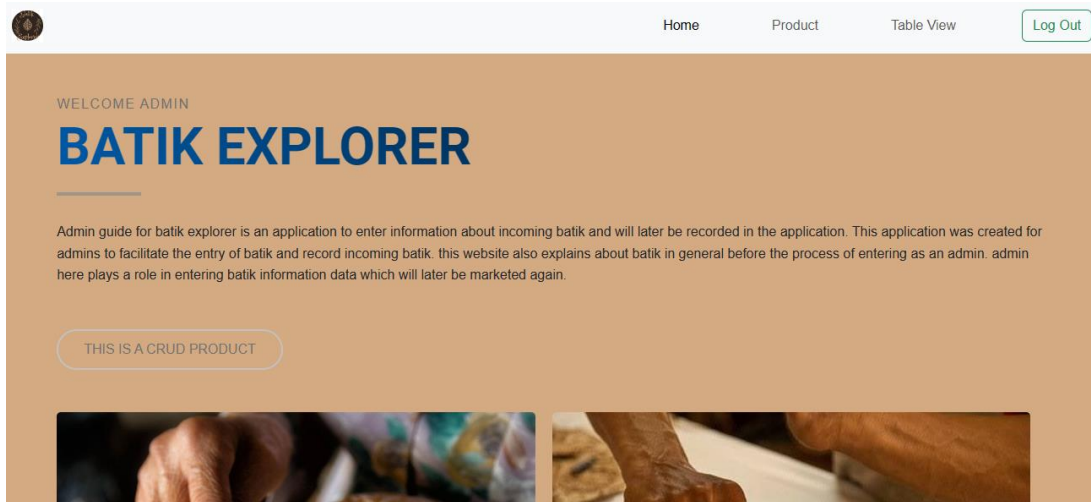 Home Product Table View Log Out
WELCOME ADMIN
BATIK EXPLORER
Admin guide for batik explorer is an application to enter information about incoming batik and will later be recorded in the application. This application was created for
admins to facilitate the entry of batik and record incoming batik. this website also explains about batik in general before the process of entering as an admin. admin
here plays a role in entering batik information data which will later be marketed again.
THIS IS A CRUD PRODUCT